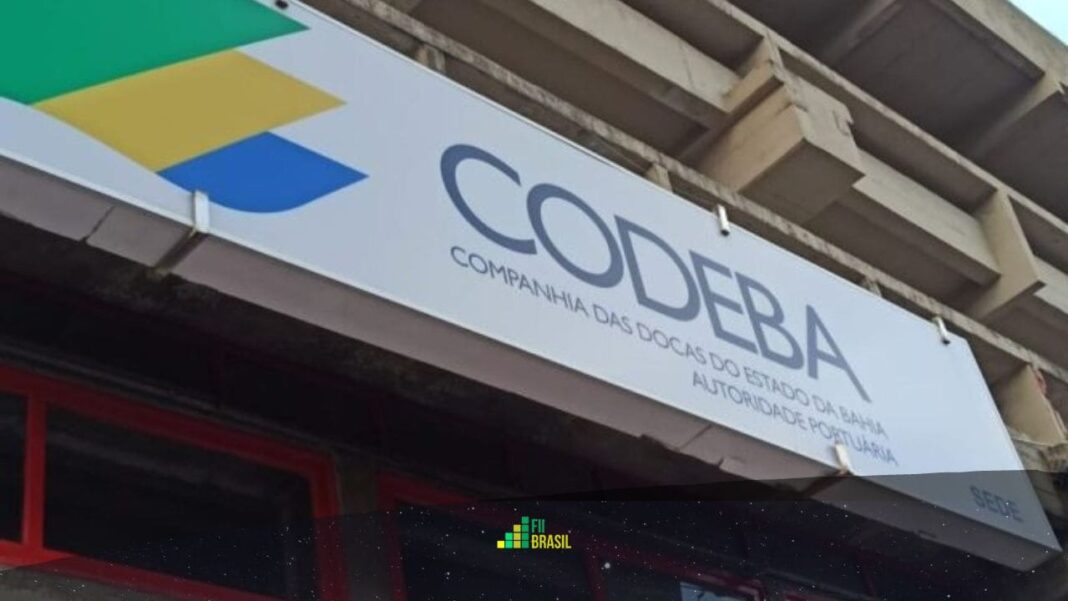 CODEBA
COMPANHIA DAS DOCAS DO ESTADO DA BAHIA
AUTORIDADE PORTUÁRIA
SEDE
FII
BRASIL